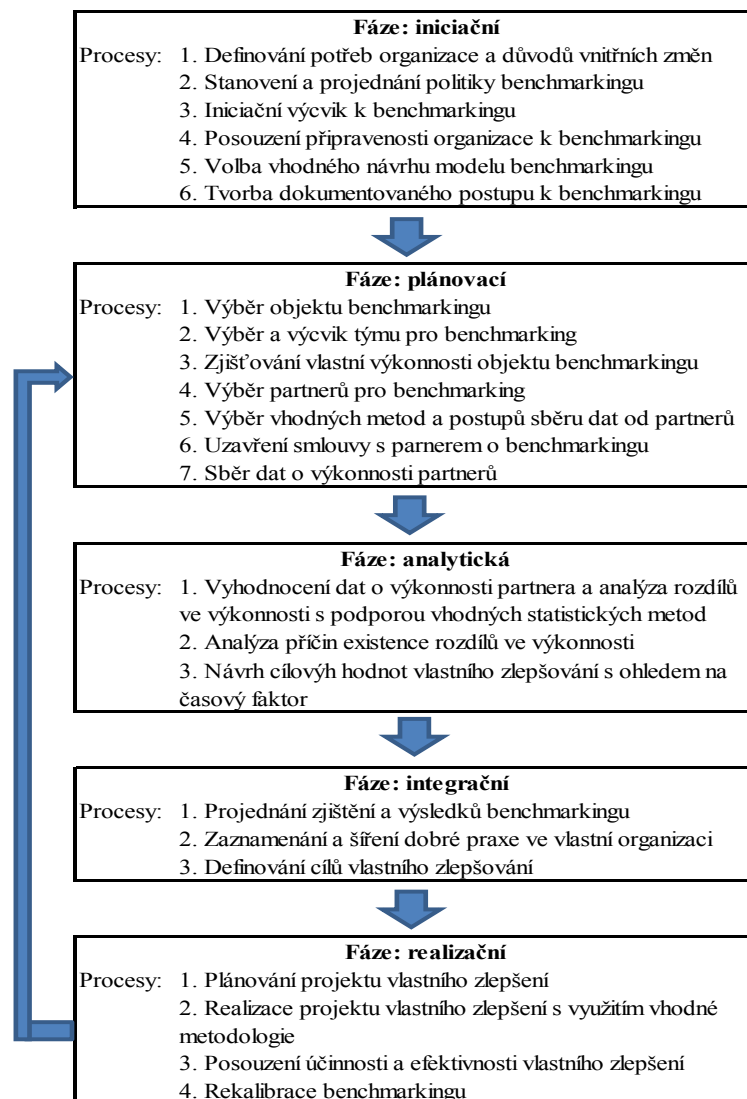 Fáze: iniciační
Procesy: 1. Definování potřeb organizace a důvodů vnitřních změn
2. Stanovení a projednání politiky benchmarkingu
3. Iniciační výcvik k benchmarkingu
4. Posouzení připravenosti organizace k benchmarkingu
5. Volba vhodného návrhu modelu benchmarkingu
6. Tvorba dokumentovaného postupu k benchmarkingu
Fáze: plánovací
Procesy: 1. Výběr objektu benchmarkingu
2. Výběr a výcvik týmu pro benchmarking
3. Zjišťování vlastní výkonnosti objektu benchmarkingu
4. Výběr partnerů pro benchmarking
5. Výběr vhodných metod a postupů sběru dat od partnerů
6. Uzavření smlouvy s parnerem o benchmarkingu
7. Sběr dat o výkonnosti partnerů
Fáze: analytická
Procesy: 1. Vyhodnocení dat o výkonnosti partnera a analýza rozdílů
ve výkonnosti s podporou vhodných statistických metod
2. Analýza příčin existence rozdílů ve výkonnosti
3. Návrh cílovýh hodnot vlastního zlepšování s ohledem na
časový faktor
Fáze: integrační
Procesy: 1. Projednání zjištění a výsledků benchmarkingu
2. Zaznamenání a šíření dobré praxe ve vlastní organizaci
3. Definování cílů vlastního zlepšování
Fáze: realizační
Procesy: 1. Plánování projektu vlastního zlepšení
2. Realizace projektu vlastního zlepšení s využitím vhodné
metodologie
3. Posouzení účinnosti a efektivnosti vlastního zlepšení
4. Rekalibrace benchmarkingu